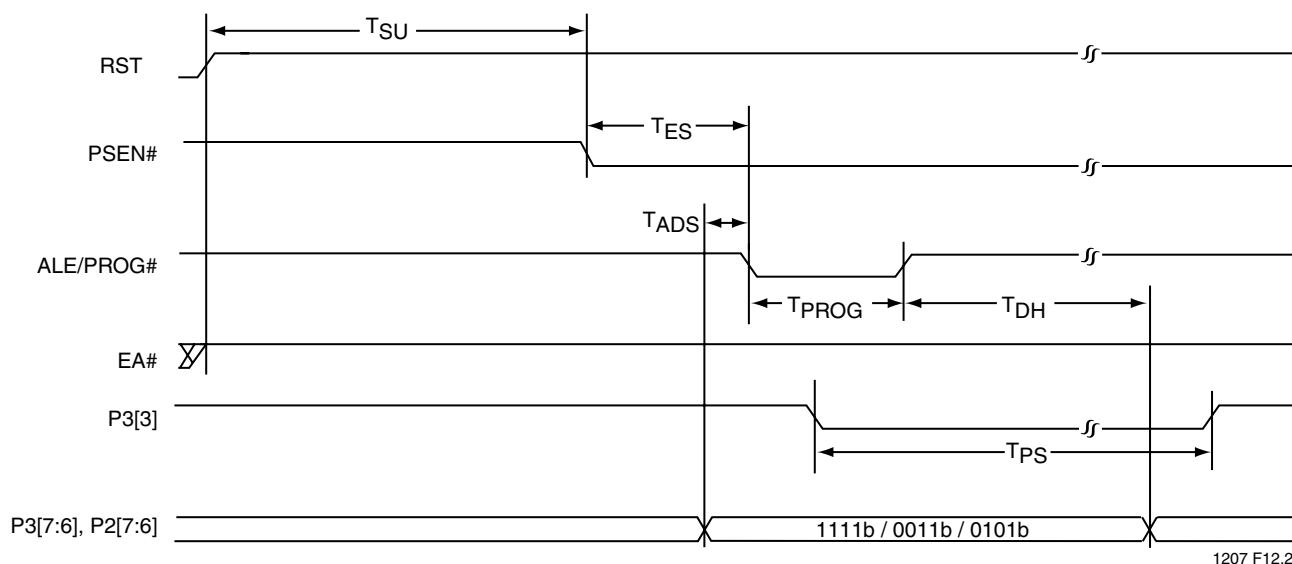 TSU
RST
TES
PSEN#
TADS
ALE/PROG#
TPROG
TDH
EA#
P3[3]
TPS
P3[7:6], P2[7:6]
1111b / 0011b / 0101b
1207 F12.2